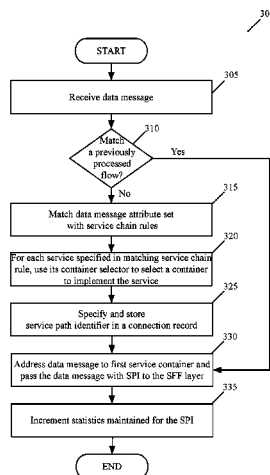 30
START
305
Receive data message
310
Match
a previously
processed
flow?
Yes
No
315
Match data message attribute set
with service chain rules
320
For each service specified in matching service chain
rule, use its container selector to select a container
to implement the service
325
Specify and store
service path identifier in a connection record
330
Address data message to first service container and
pass the data message with SPI to the SFF layer
335
Increment statistics maintained for the SPI
END